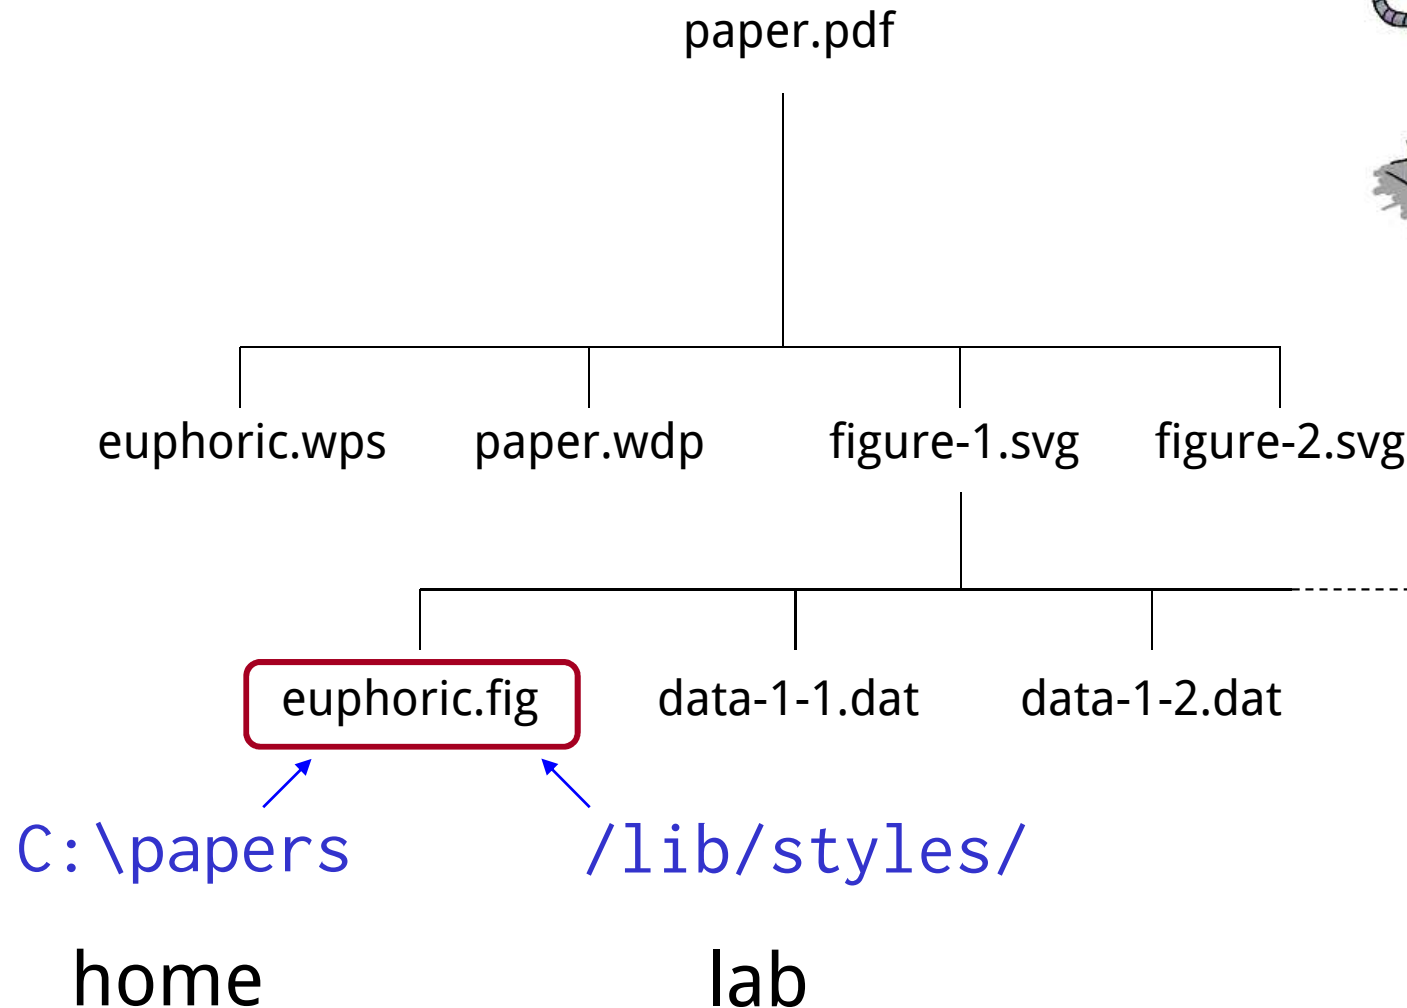 paper.pdf
euphoric.wps paper.wdp figure-1.svg figure-2.svg
euphoric.fig data-1-1.dat data-1-2.dat
C:\papers /lib/styles/
home lab